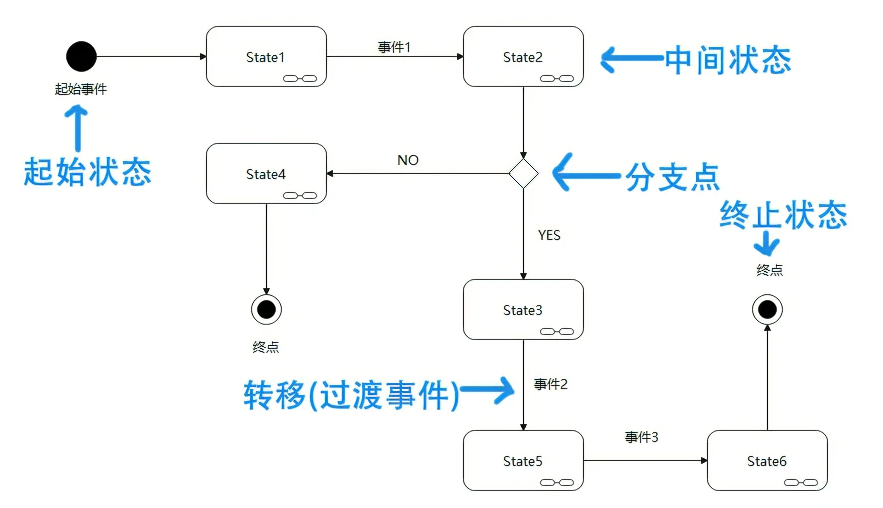 State1
事件1
State2
中间状态
起始事件
起始状态
State4
NO
分支点
终止状态
YES
终点
State3
终点
转移(过渡事件)
事件2
State5
事件3
State6